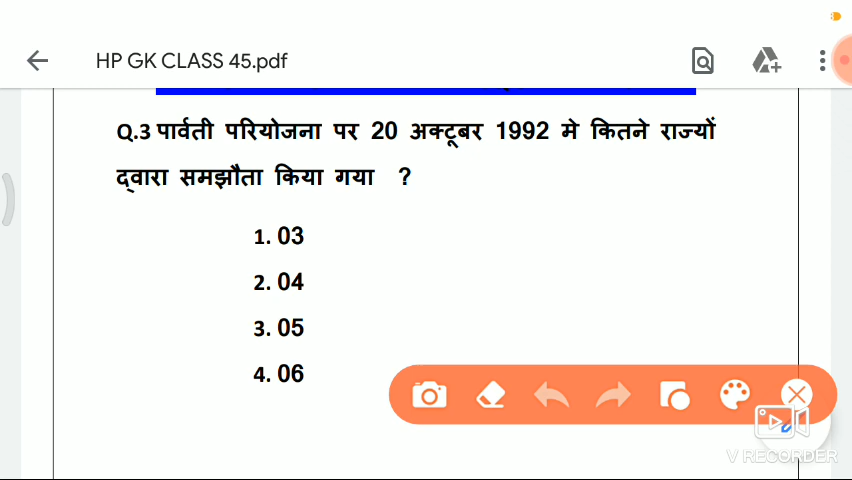 HP GK CLASS 45.pdf
Q.3 पार्वती परियोजना पर 20 अक्टूबर 1992 मे कितने राज्यों
द्वारा समझौता किया गया ?
1. 03
2. 04
3. 05
4. 06
V RECORDER